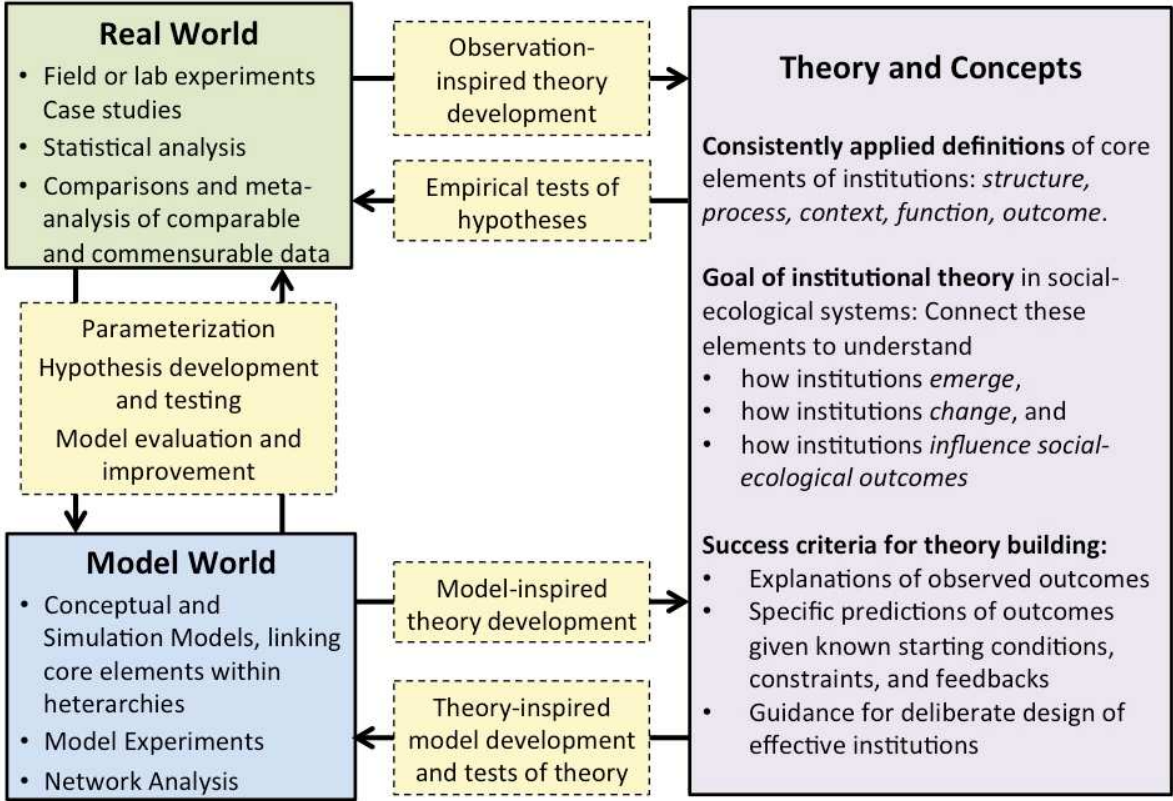 Real World
• Field or lab experiments
Case studies
• Statistical analysis
• Comparisons and meta-
analysis of comparable
and commensurable data
Observation-
inspired theory
development
Empirical tests of
hypotheses
Parameterization
Hypothesis development
and testing
Model evaluation and
improvement
Model World
• Conceptual and
Simulation Models, linking
core elements within
heterarchies
• Model Experiments
• Network Analysis
Model-inspired
theory development
Theory-inspired
model development
and tests of theory
Theory and Concepts
Consistently applied definitions of core
elements of institutions: structure,
process, context, function, outcome.
Goal of institutional theory in social-
ecological systems: Connect these
elements to understand
• how institutions emerge,
• how institutions change, and
• how institutions influence social-
ecological outcomes
Success criteria for theory building:
• Explanations of observed outcomes
• Specific predictions of outcomes
given known starting conditions,
constraints, and feedbacks
• Guidance for deliberate design of
effective institutions